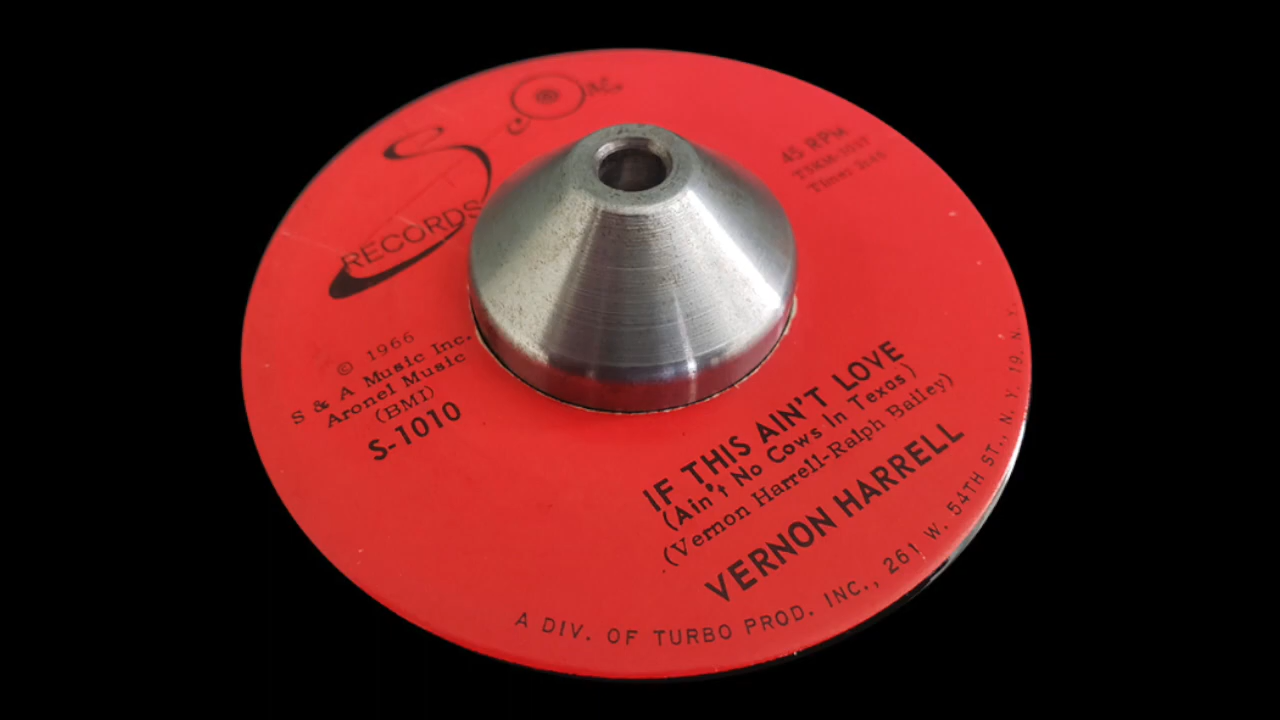 RECORDS
45 RPM
© 1966
S & A Music Inc.
Aronel Music
(BMI)
S-1010
IF THIS AIN'T LOVE
(Ain't No Cows In Texas)
(Vernon Harrell-Ralph Bailey)
VERNON HARRELL
A DIV. OF TURBO PROD. INC., 261 W. 54TH ST., N. Y. 19, N. Y.